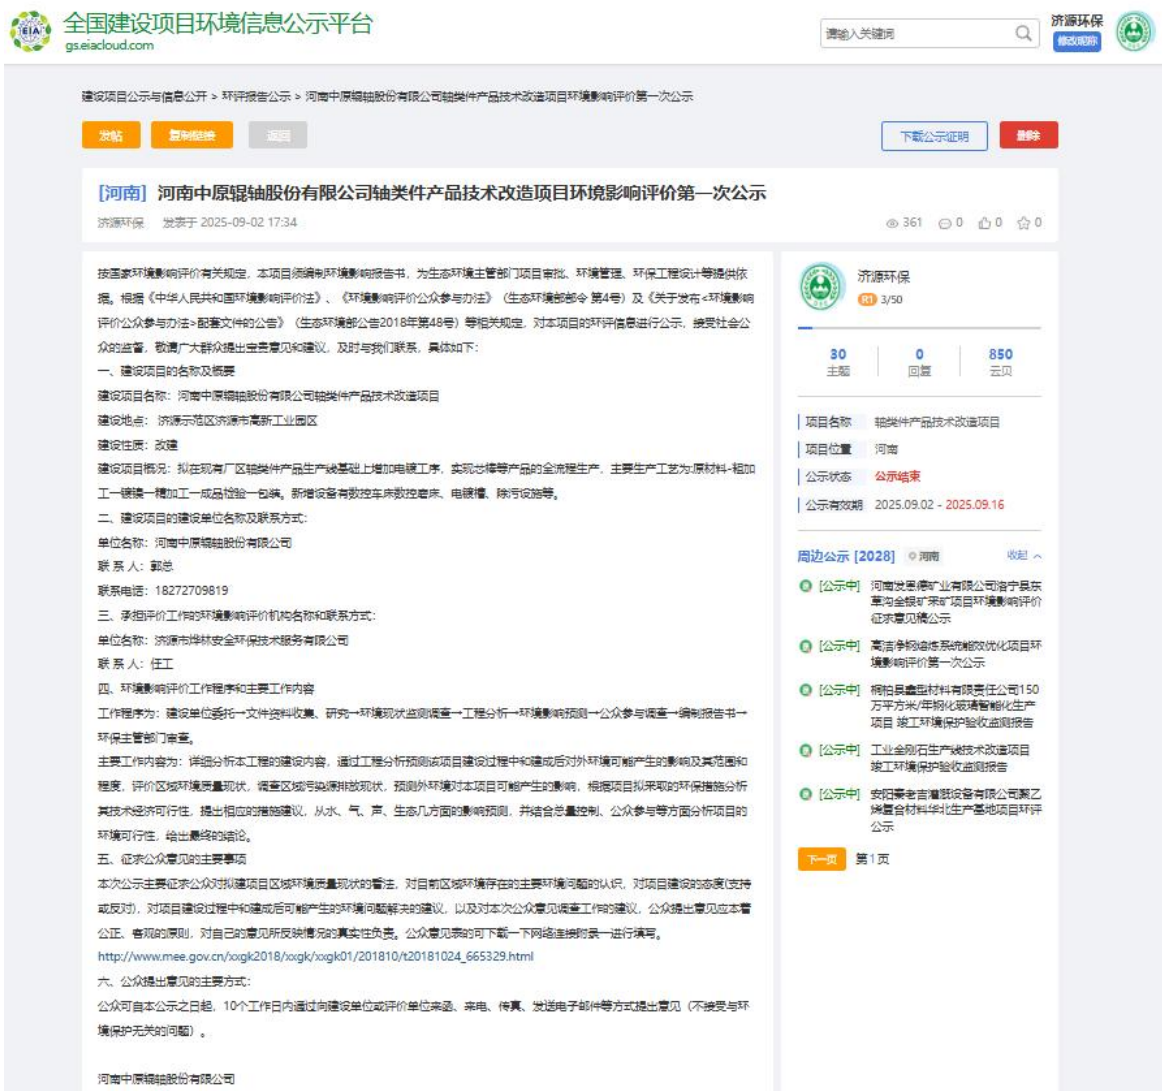 EIA
全国建设项目环境信息公示平台
gs.eiacloud.com
请输入关键词
济源环保
修改昵称
建设项目公示与信息公开 > 环评报告公示 > 河南中原辊轴股份有限公司轴类件产品技术改造项目环境影响评价第一次公示
发帖
复制链接
返回
下载公示证明
删除
[河南] 河南中原辊轴股份有限公司轴类件产品技术改造项目环境影响评价第一次公示
济源环保 发表于 2025-09-02 17:34
361 0 0 0
按国家环境影响评价有关规定，本项目须编制环境影响报告书，为生态环境主管部门项目审批、环境管理、环保工程设计等提供依
据。根据《中华人民共和国环境影响评价法》、《环境影响评价公众参与办法》（生态环境部部令 第4号）及《关于发布<环境影响
评价公众参与办法>配套文件的公告》（生态环境部公告2018年第48号）等相关规定，对本项目的环评信息进行公示，接受社会公
众的监督，敬请广大群众提出宝贵意见和建议，及时与我们联系，具体如下：
一、建设项目的名称及概要
建设项目名称：河南中原辊轴股份有限公司轴类件产品技术改造项目
建设地点： 济源示范区济源市高新工业园区
建设性质：改建
建设项目概况：拟在现有厂区轴类件产品生产线基础上增加电镀工序，实现芯棒等产品的全流程生产，主要生产工艺为:原材料-粗加
工—镀镍—精加工—成品检验—包装。新增设备有数控车床数控磨床、电镀槽、除污设施等。
二、建设项目的建设单位名称及联系方式：
单位名称：河南中原辊轴股份有限公司
联 系 人：郭总
联系电话：18272709819
三、承担评价工作的环境影响评价机构名称和联系方式：
单位名称：济源市烨林安全环保技术服务有限公司
联 系 人：任工
四、环境影响评价工作程序和主要工作内容
工作程序为：建设单位委托→文件资料收集、研究→环境现状监测调查→工程分析→环境影响预测→公众参与调查→编制报告书→
环保主管部门审查。
主要工作内容为：详细分析本工程的建设内容，通过工程分析预测该项目建设过程中和建成后对外环境可能产生的影响及其范围和
程度，评价区域环境质量现状，调查区域污染源排放现状，预测外环境对本项目可能产生的影响，根据项目拟采取的环保措施分析
其技术经济可行性，提出相应的措施建议，从水、气、声、生态几方面的影响预测，并结合总量控制、公众参与等方面分析项目的
环境可行性，给出最终的结论。
五、征求公众意见的主要事项
本次公示主要征求公众对拟建项目区域环境质量现状的看法，对目前区域环境存在的主要环境问题的认识，对项目建设的态度(支持
或反对)，对项目建设过程中和建成后可能产生的环境问题解决的建议，以及对本次公众意见调查工作的建议，公众提出意见应本着
公正、客观的原则，对自己的意见所反映情况的真实性负责。公众意见表的可下载一下网络连接附录一进行填写。
http://www.mee.gov.cn/xxgk2018/xxgk/xxgk01/201810/t20181024_665329.html
六、公众提出意见的主要方式：
公众可自本公示之日起，10个工作日内通过向建设单位或评价单位来函、来电、传真、发送电子邮件等方式提出意见（不接受与环
境保护无关的问题）。
河南中原辊轴股份有限公司
济源环保
R1 3/50
30 0 850
主题 回复 云贝
项目名称 轴类件产品技术改造项目
项目位置 河南
公示状态 公示结束
公示有效期 2025.09.02 - 2025.09.16
周边公示 [2028] 河南 收起
[公示中] 河南发恩德矿业有限公司洛宁县东
草沟金银矿采矿项目环境影响评价
征求意见稿公示
[公示中] 高洁净钢熔炼系统能效优化项目环
境影响评价第一次公示
[公示中] 桐柏县鑫型材料有限责任公司150
万平方米/年钢化玻璃智能化生产
项目 竣工环境保护验收监测报告
[公示中] 工业金刚石生产线技术改造项目
竣工环境保护验收监测报告
[公示中] 安阳秦老吉灌溉设备有限公司聚乙
烯复合材料华北生产基地项目环评
公示
下一页 第1页